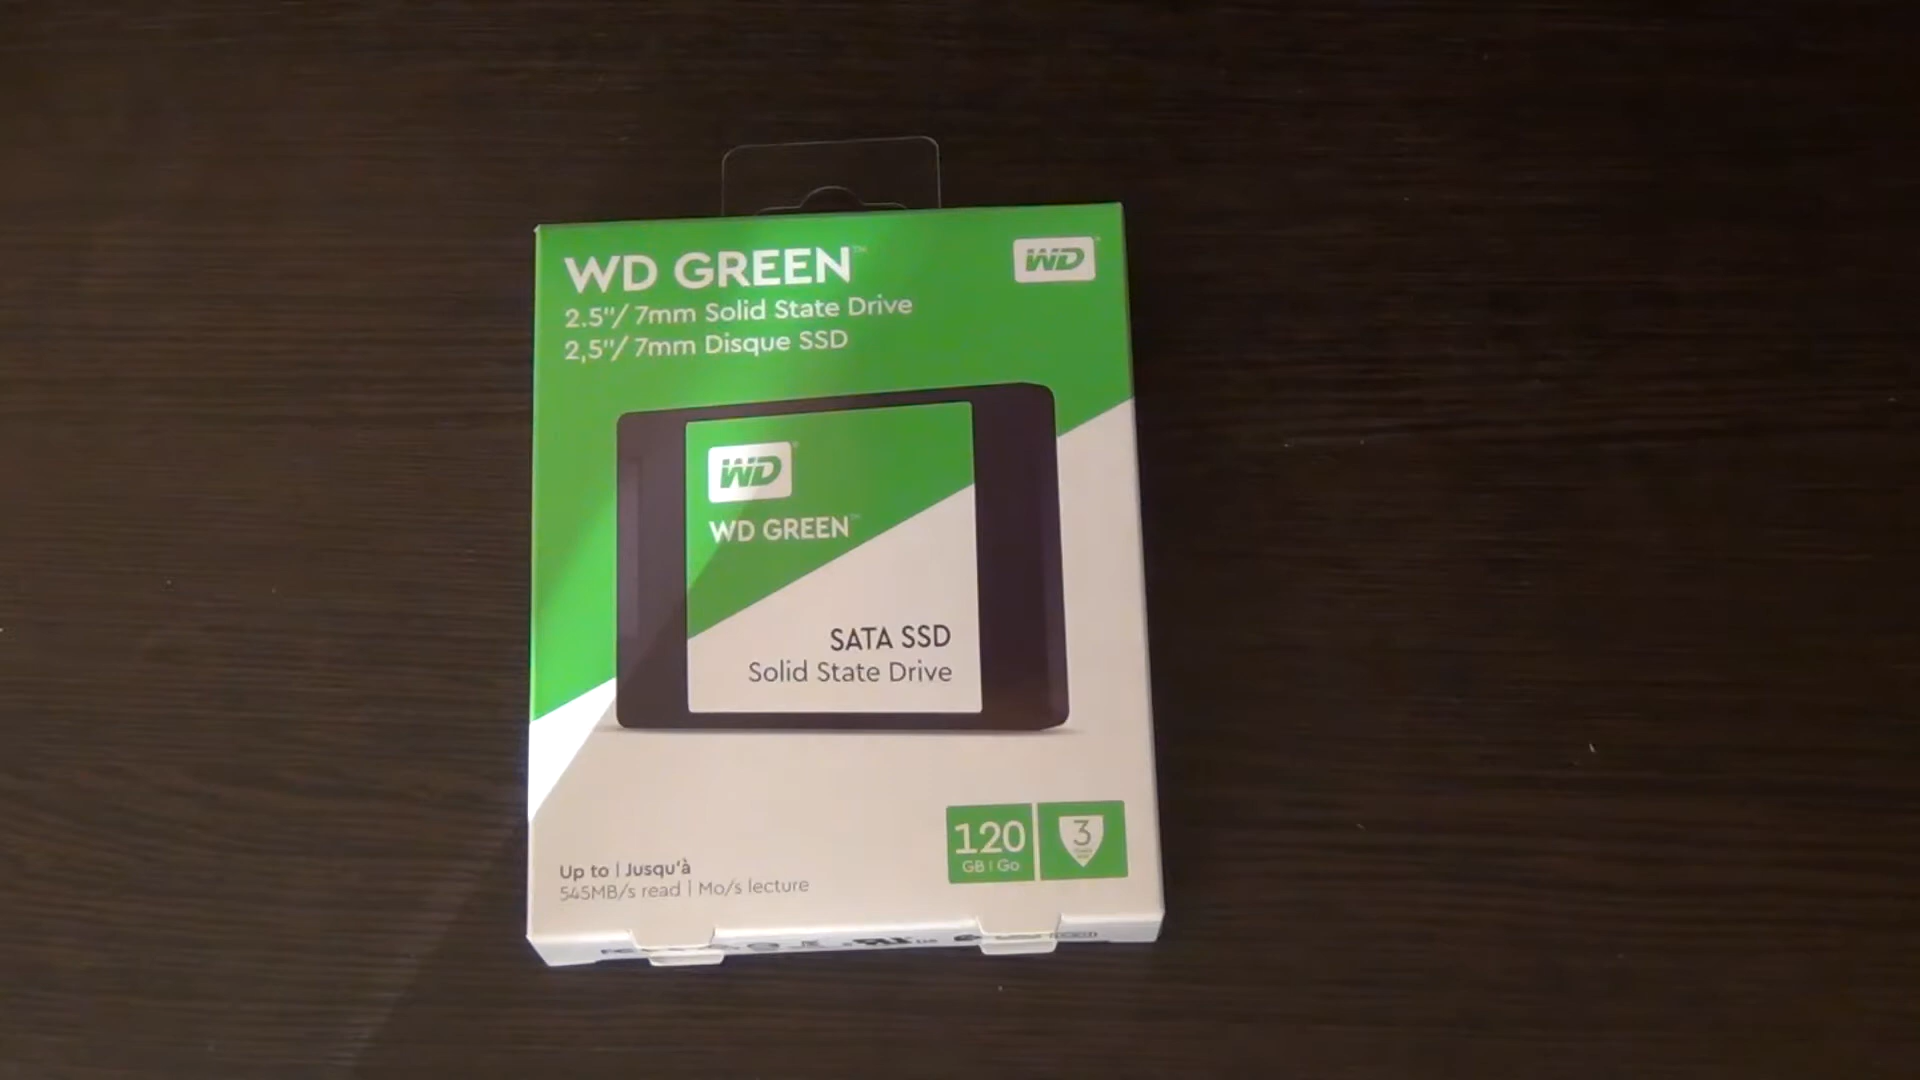 WD GREEN™
WD
2.5"/ 7mm Solid State Drive
2,5"/ 7mm Disque SSD
WD
WD GREEN™
SATA SSD
Solid State Drive
120
GB | Go
3
Up to | Jusqu'à
545MB/s read | Mo/s lecture